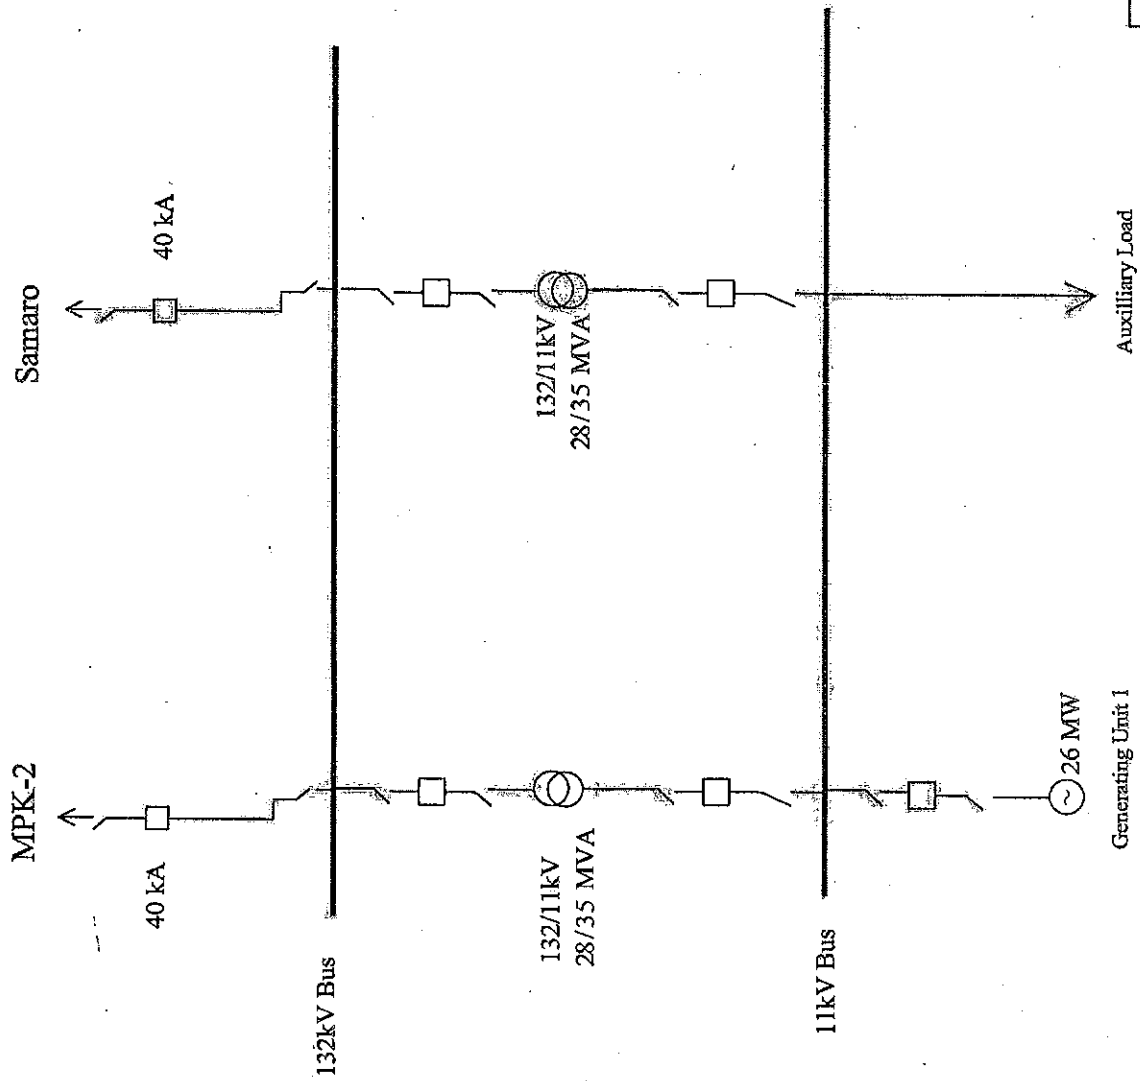 MPK-2
Samaro
40 kA
40 kA
132kV Bus
132/11kV
28/35 MVA
132/11kV
28/35 MVA
11kV Bus
~
26 MW
Generating Unit 1
Auxilliary Load